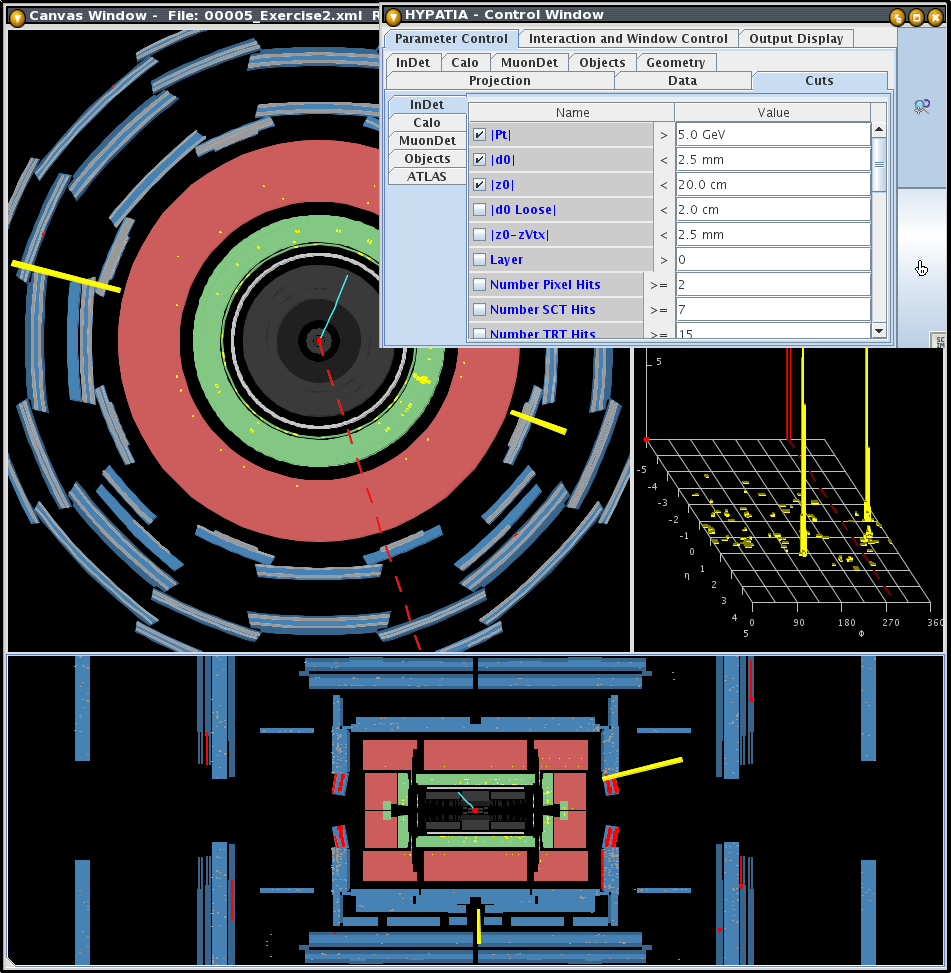 Canvas Window - File: 00005_Exercise2.xml
HYPATIA - Control Window
Parameter Control
Interaction and Window Control
Output Display
InDet
Calo
MuonDet
Objects
Geometry
Projection
Data
Cuts
InDet
Calo
MuonDet
Objects
ATLAS
Name
Value
|Pt|
>
5.0 GeV
|d0|
<
2.5 mm
|z0|
<
20.0 cm
|d0 Loose|
<
2.0 cm
|z0-zVtx|
<
2.5 mm
Layer
>
0
Number Pixel Hits
>=
2
Number SCT Hits
>=
7
Number TRT Hits
>=
15
5
-5
-4
-3
-2
-1
0
1
2
3
4
5
η
0
90
180
270
360
Φ